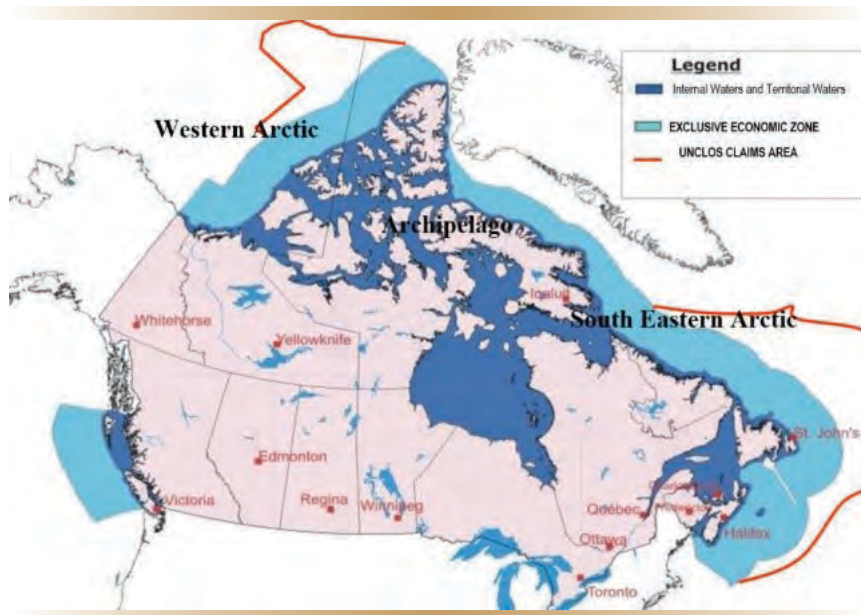 Legend
Internal Waters and Territorial Waters
EXCLUSIVE ECONOMIC ZONE
UNCLOS CLAIMS AREA
Western Arctic
Archipelago
Iqaluit
South Eastern Arctic
Whitehorse
Yellowknife
St. John's
Edmonton
Victoria
Regina
Winnipeg
Québec
Halifax
Ottawa
Toronto